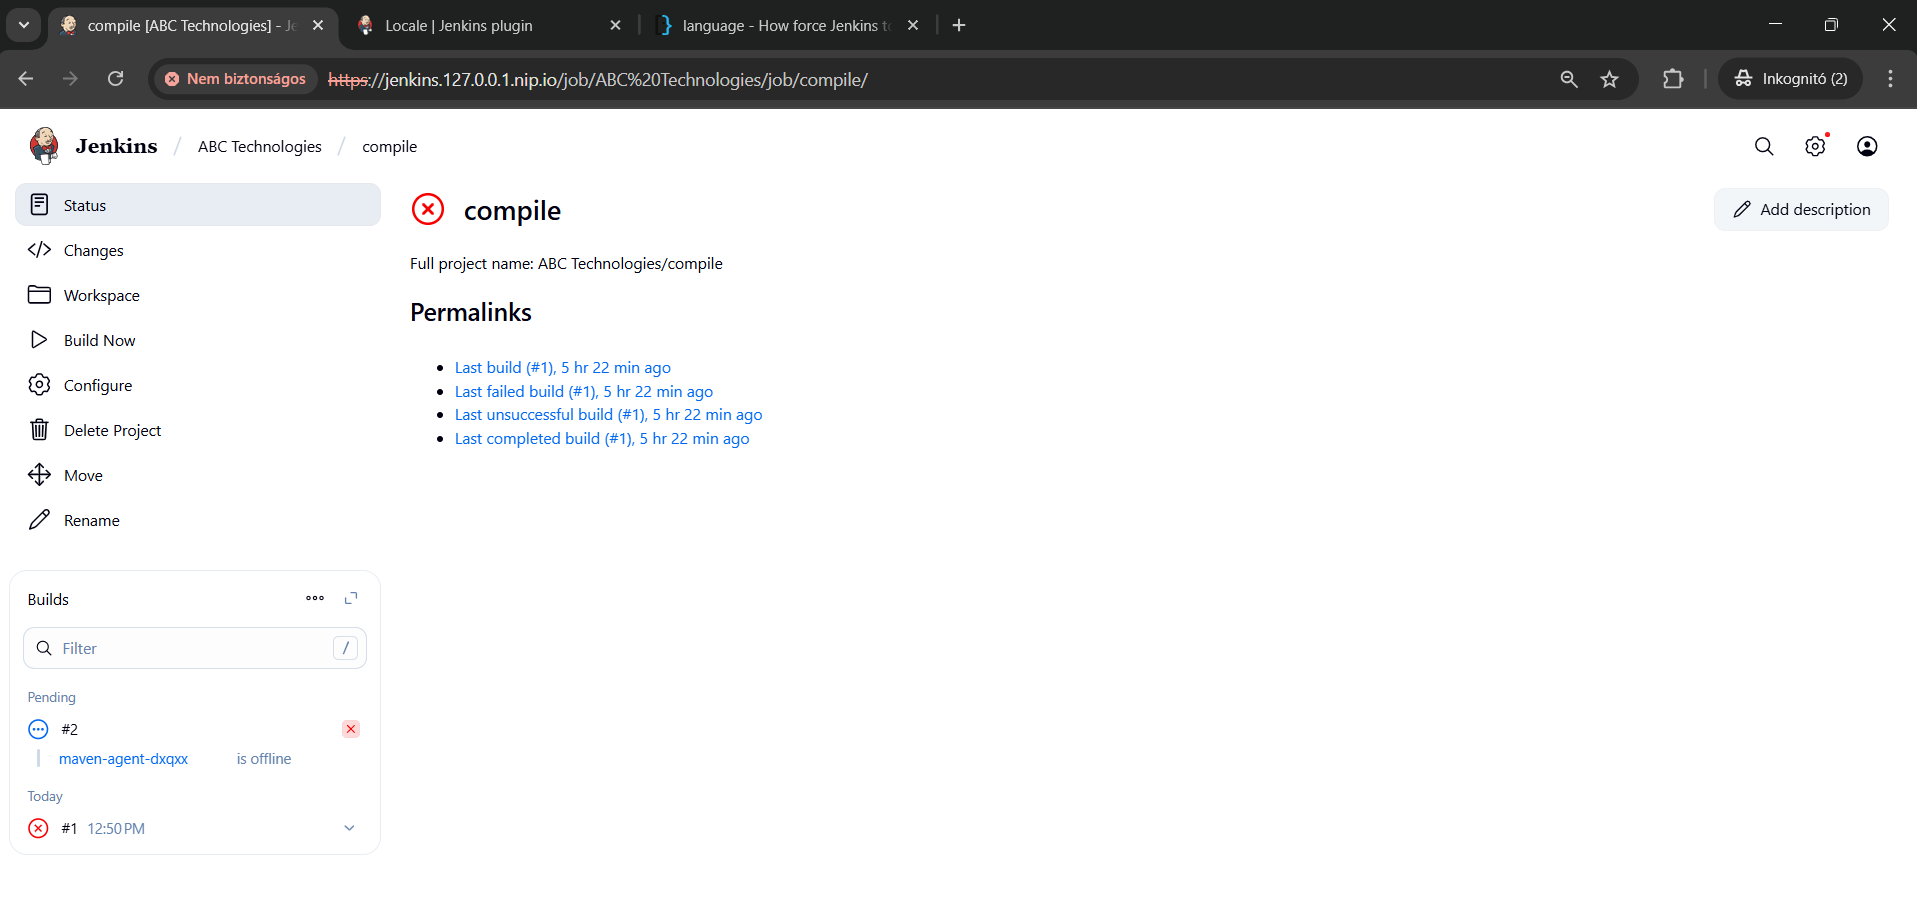 compile [ABC Technologies] - Je
Locale | Jenkins plugin
language - How force Jenkins to
Nem biztonságos
https://jenkins.127.0.0.1.nip.io/job/ABC%20Technologies/job/compile/
Inkognitó (2)
Jenkins / ABC Technologies / compile
Status
Changes
Workspace
Build Now
Configure
Delete Project
Move
Rename
Builds
Filter /
Pending
#2
maven-agent-dxqxx is offline
Today
#1 12:50 PM
compile
Add description
Full project name: ABC Technologies/compile
Permalinks
Last build (#1), 5 hr 22 min ago
Last failed build (#1), 5 hr 22 min ago
Last unsuccessful build (#1), 5 hr 22 min ago
Last completed build (#1), 5 hr 22 min ago